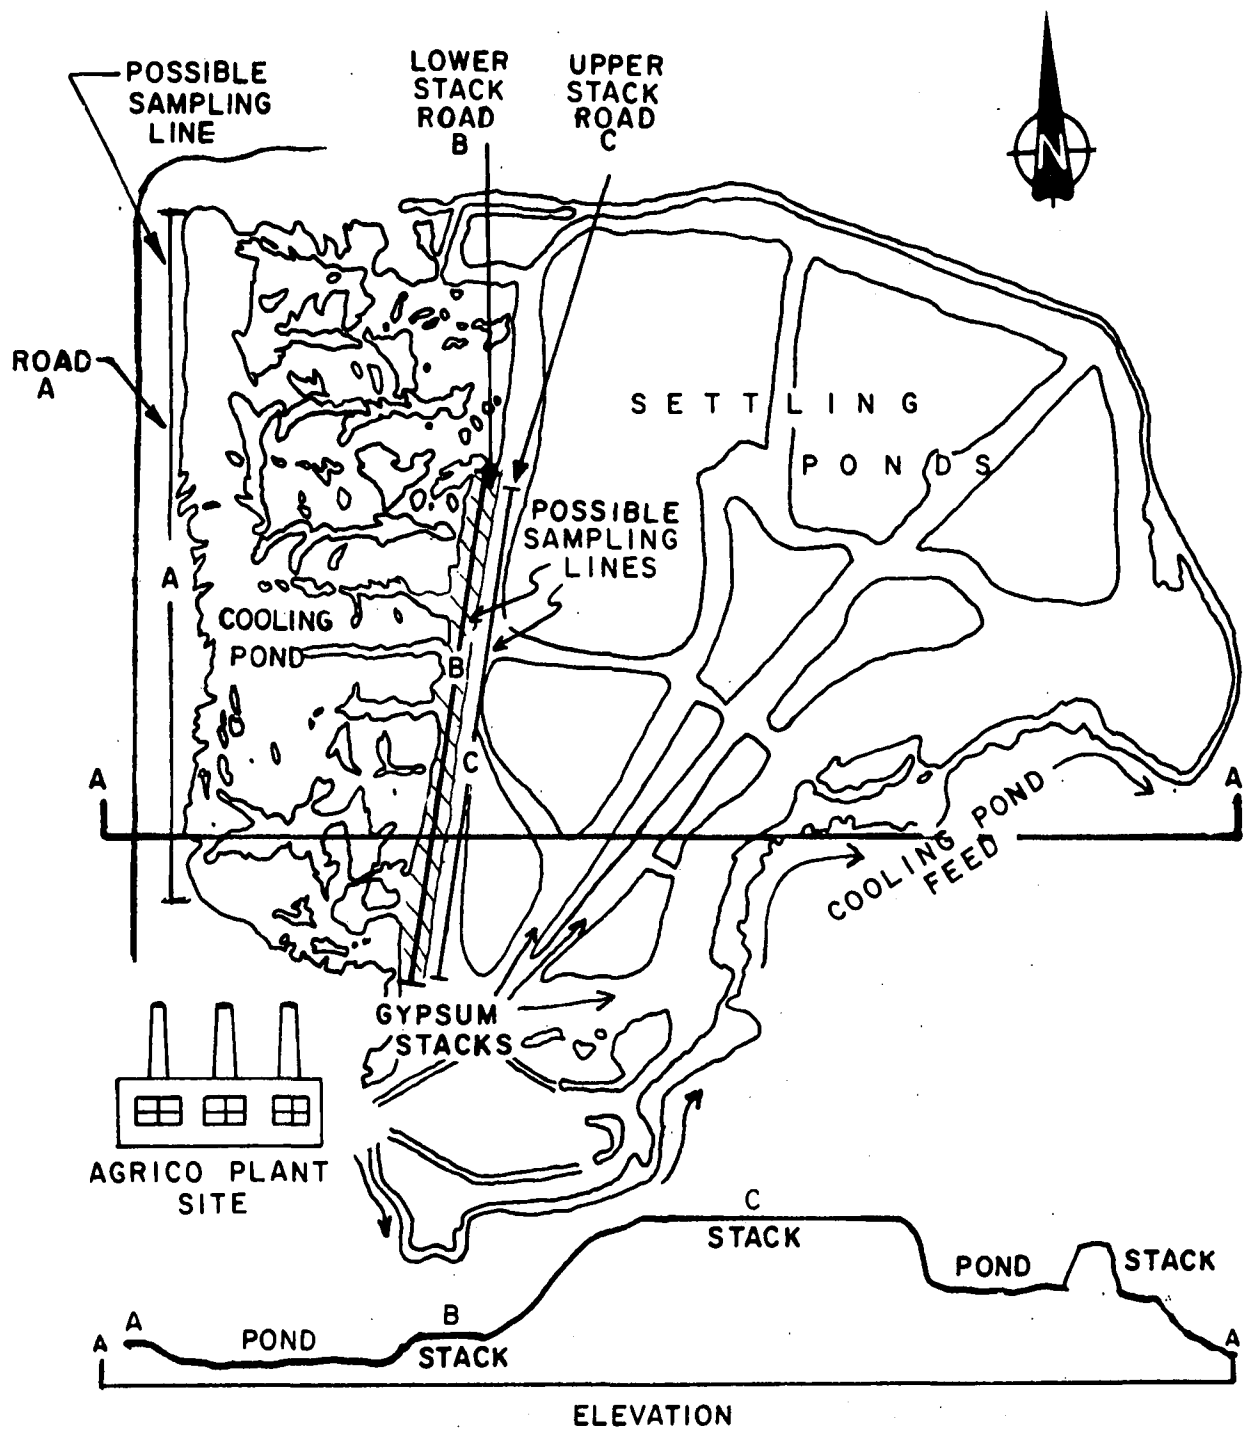 POSSIBLE
SAMPLING
LINE
LOWER
STACK
ROAD
B
UPPER
STACK
ROAD
C
N
ROAD
A
SETTLING
PONDS
POSSIBLE
SAMPLING
LINES
A
COOLING
POND
B
C
A
A
COOLING POND
FEED
GYPSUM
STACKS
AGRICO PLANT
SITE
C
STACK
POND
STACK
B
STACK
A
POND
A
A
ELEVATION